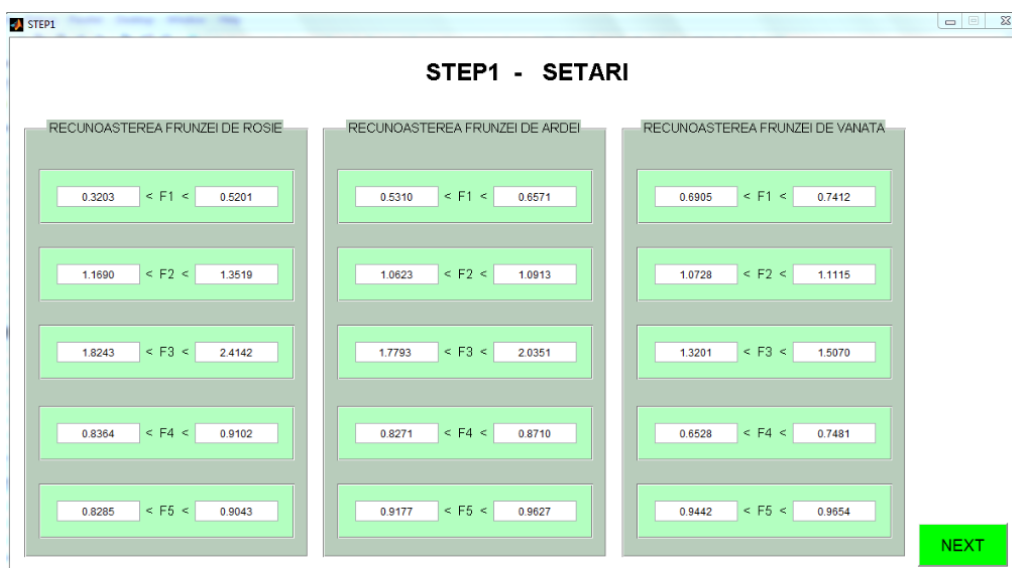 STEP1
STEP1 - SETARI
RECUNOASTEREA FRUNZEI DE ROSIE
0.3203 < F1 < 0.5201
1.1690 < F2 < 1.3519
1.8243 < F3 < 2.4142
0.8364 < F4 < 0.9102
0.8285 < F5 < 0.9043
RECUNOASTEREA FRUNZEI DE ARDEI
0.5310 < F1 < 0.6571
1.0623 < F2 < 1.0913
1.7793 < F3 < 2.0351
0.8271 < F4 < 0.8710
0.9177 < F5 < 0.9627
RECUNOASTEREA FRUNZEI DE VANATA
0.6905 < F1 < 0.7412
1.0728 < F2 < 1.1115
1.3201 < F3 < 1.5070
0.6528 < F4 < 0.7481
0.9442 < F5 < 0.9654
NEXT